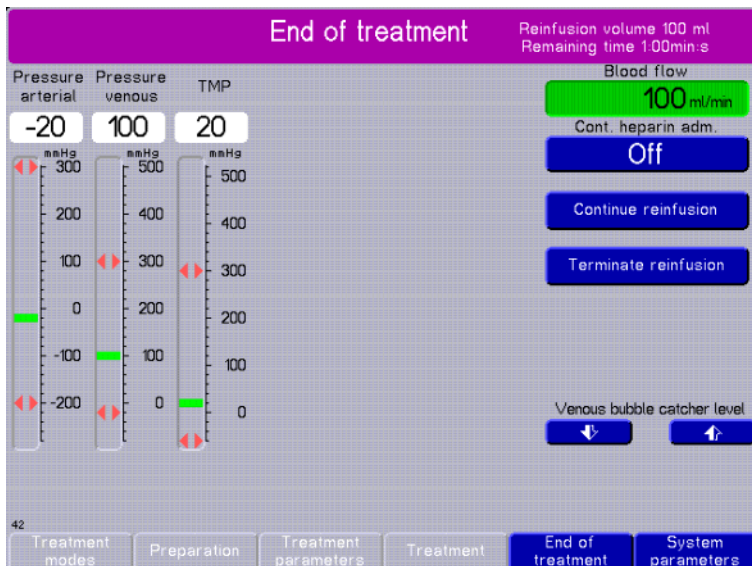 End of treatment
Reinfusion volume 100 ml
Remaining time 1:00min:s
Pressure arterial
Pressure venous
TMP
-20
100
20
mmHg
mmHg
mmHg
300
200
100
0
-100
-200
500
400
300
200
100
0
500
400
300
200
100
0
Blood flow
100 ml/min
Cont. heparin adm.
Off
Continue reinfusion
Terminate reinfusion
Venous bubble catcher level
42
Treatment modes
Preparation
Treatment parameters
Treatment
End of treatment
System parameters